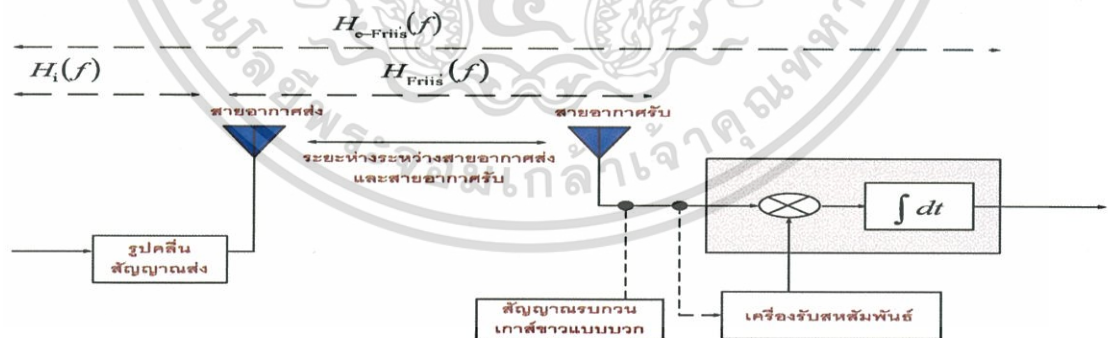 H_e-Friis'(f)
H_i(f)
H_Friis'(f)
สายอากาศส่ง
สายอากาศรับ
ระยะห่างระหว่างสายอากาศส่ง
และสายอากาศรับ
∫ dt
รูปคลื่น
สัญญาณส่ง
สัญญาณรบกวน
เกาส์ขาวแบบบวก
เครื่องรับสหสัมพันธ์